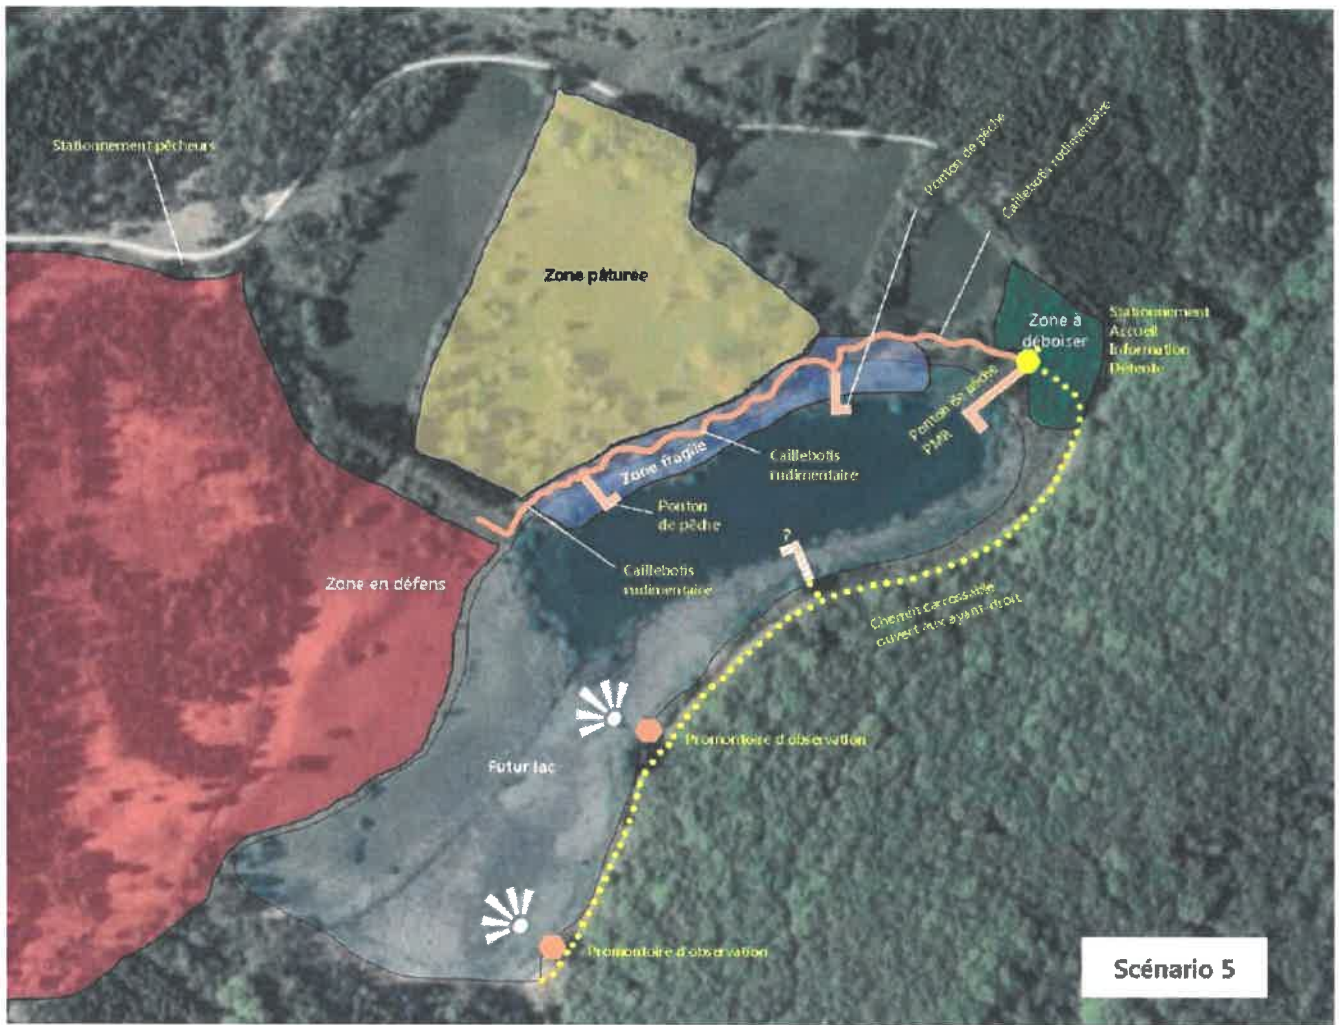 Stationnement pêcheurs
Ponton de pêche
Caillebotis rudimentaire
Zone pâturée
Zone à
déboiser
Stationnement
Accueil
Information
Détente
Ponton de pêche
PMR
Zone fragile
Caillebotis
rudimentaire
Ponton
de pêche
?
Caillebotis
rudimentaire
Zone en défens
Chemin carrossable
ouvert aux ayant-droit
Promontoire d'observation
Futur lac
Promontoire d'observation
Scénario 5